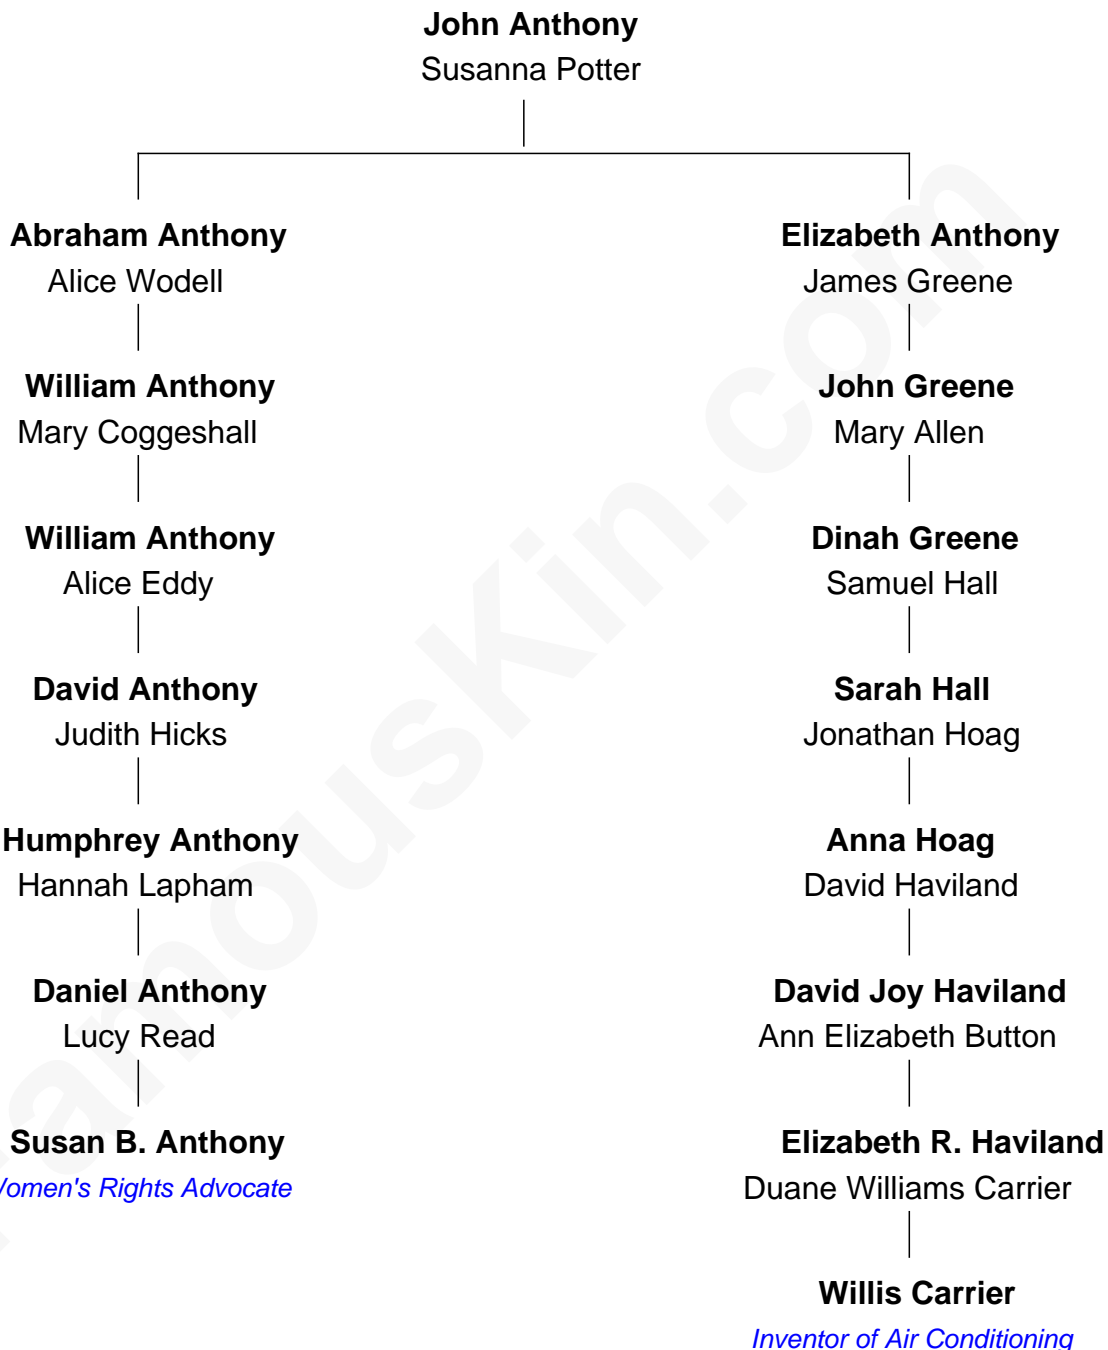 John Anthony
Susanna Potter
Abraham Anthony
Alice Wodell
William Anthony
Mary Coggeshall
William Anthony
Alice Eddy
David Anthony
Judith Hicks
Humphrey Anthony
Hannah Lapham
Daniel Anthony
Lucy Read
Susan B. Anthony
Women's Rights Advocate
Elizabeth Anthony
James Greene
John Greene
Mary Allen
Dinah Greene
Samuel Hall
Sarah Hall
Jonathan Hoag
Anna Hoag
David Haviland
David Joy Haviland
Ann Elizabeth Button
Elizabeth R. Haviland
Duane Williams Carrier
Willis Carrier
Inventor of Air Conditioning
FamousKin.com